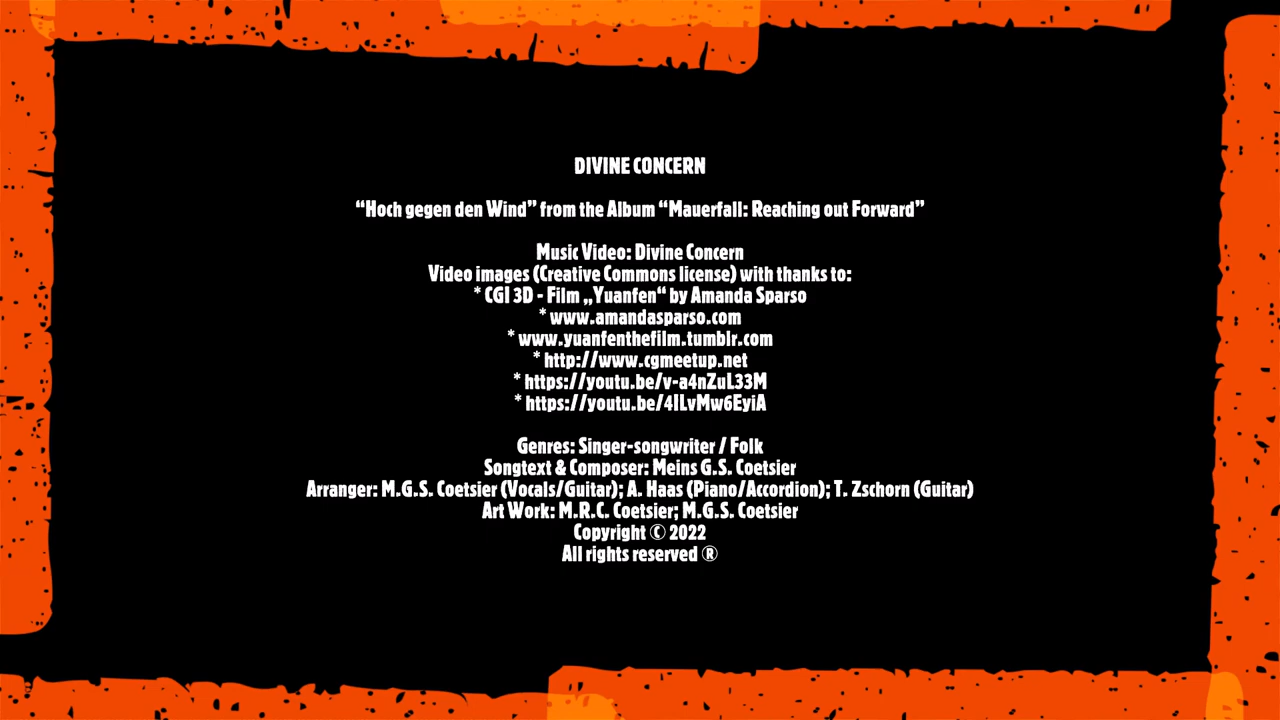 DIVINE CONCERN
“Hoch gegen den Wind” from the Album “Mauerfall: Reaching out Forward”
Music Video: Divine Concern
Video images (Creative Commons license) with thanks to:
* CGI 3D - Film „Yuanfen“ by Amanda Sparso
* www.amandasparso.com
* www.yuanfenthefilm.tumblr.com
* http://www.cgmeetup.net
* https://youtu.be/v-a4nZuL33M
* https://youtu.be/4ILvMw6EyiA
Genres: Singer-songwriter / Folk
Songtext & Composer: Meins G.S. Coetsier
Arranger: M.G.S. Coetsier (Vocals/Guitar); A. Haas (Piano/Accordion); T. Zschorn (Guitar)
Art Work: M.R.C. Coetsier; M.G.S. Coetsier
Copyright © 2022
All rights reserved ®